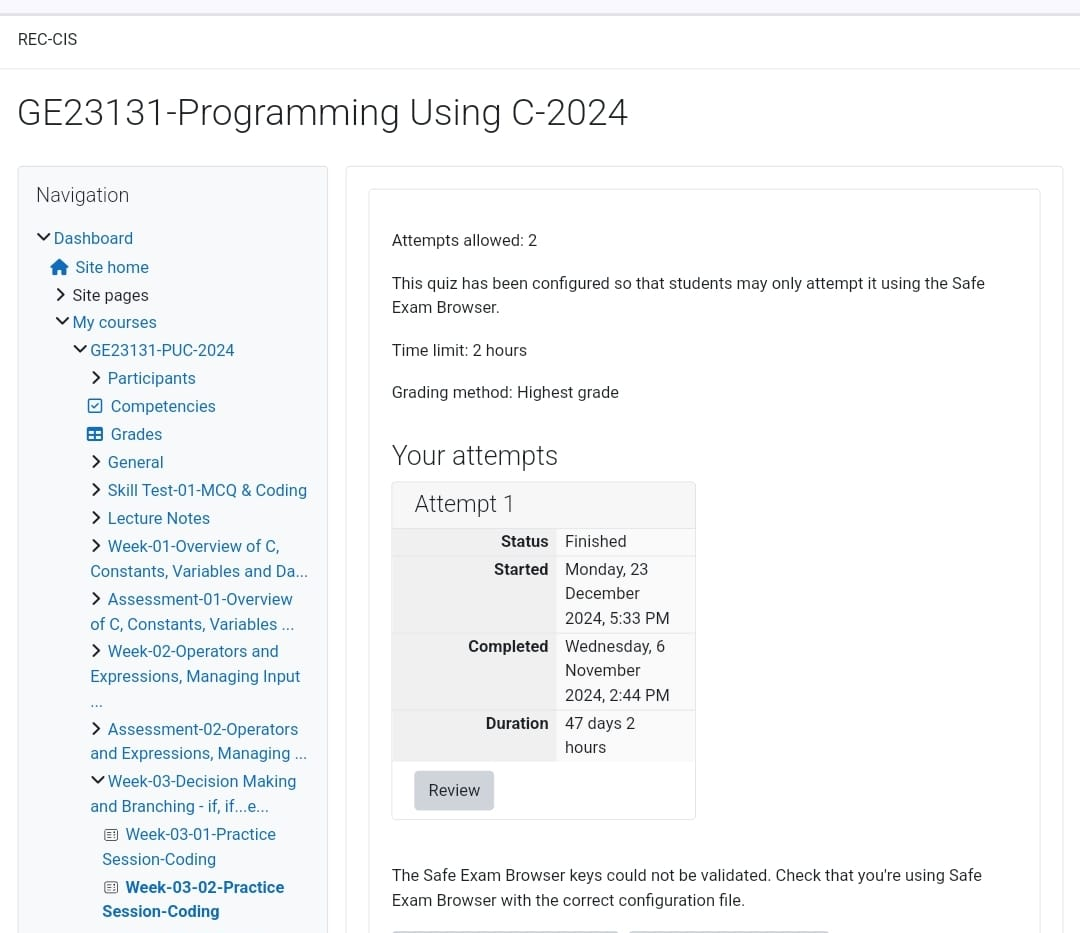 REC-CIS
GE23131-Programming Using C-2024
Navigation
Dashboard
Site home
Site pages
My courses
GE23131-PUC-2024
Participants
Competencies
Grades
General
Skill Test-01-MCQ & Coding
Lecture Notes
Week-01-Overview of C,
Constants, Variables and Da...
Assessment-01-Overview
of C, Constants, Variables ...
Week-02-Operators and
Expressions, Managing Input
...
Assessment-02-Operators
and Expressions, Managing ...
Week-03-Decision Making
and Branching - if, if...e...
Week-03-01-Practice
Session-Coding
Week-03-02-Practice
Session-Coding
Attempts allowed: 2
This quiz has been configured so that students may only attempt it using the Safe
Exam Browser.
Time limit: 2 hours
Grading method: Highest grade
Your attempts
Attempt 1
Status Finished
Started Monday, 23
December
2024, 5:33 PM
Completed Wednesday, 6
November
2024, 2:44 PM
Duration 47 days 2
hours
Review
The Safe Exam Browser keys could not be validated. Check that you're using Safe
Exam Browser with the correct configuration file.